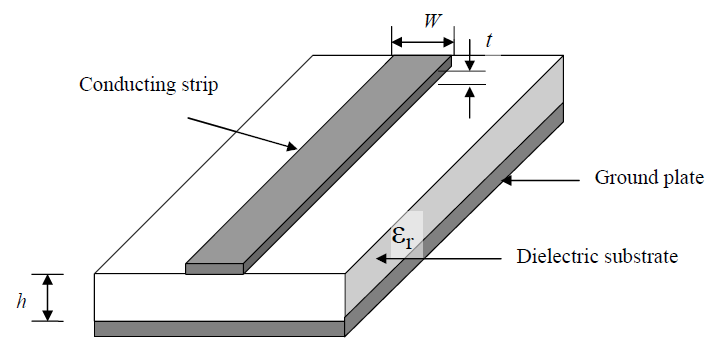 W
t
Conducting strip
Ground plate
εr
Dielectric substrate
h